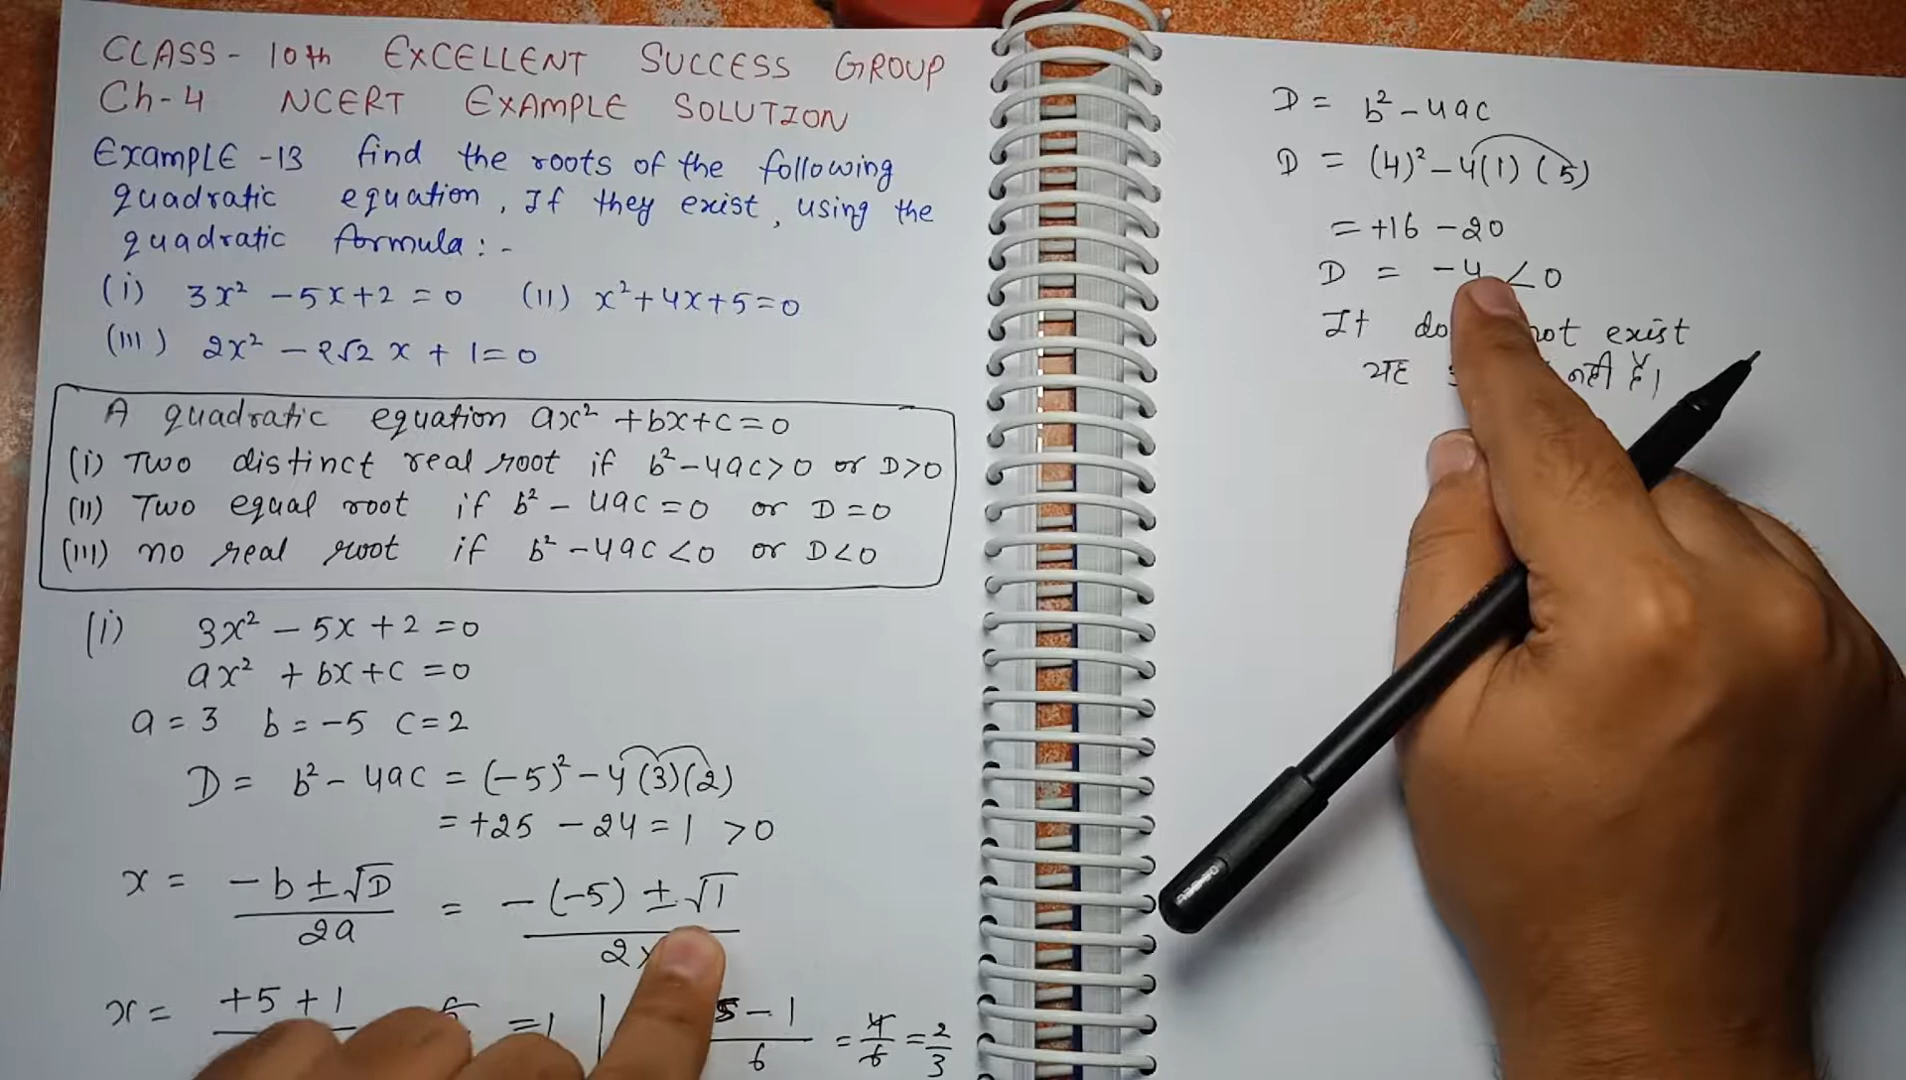 CLASS - 10th EXCELLENT SUCCESS GROUP
Ch-4 NCERT EXAMPLE SOLUTION
EXAMPLE -13 find the roots of the following
quadratic equation, If they exist, using the
quadratic formula: -
(i) 3x² - 5x + 2 = 0 (II) x² + 4x + 5 = 0
(III) 2x² - 2√2 x + 1 = 0
A quadratic equation ax² + bx + c = 0
(i) Two distinct real root if b² - 4ac > 0 or D > 0
(II) Two equal root if b² - 4ac = 0 or D = 0
(III) no real root if b² - 4ac < 0 or D < 0
(i) 3x² - 5x + 2 = 0
ax² + bx + c = 0
a = 3 b = -5 c = 2
D = b² - 4ac = (-5)² - 4(3)(2)
= +25 - 24 = 1 > 0
x = -b ± √D / 2a = -(-5) ± √1 / 2x
x = +5 + 1 = 1 | 5 - 1 / 6 = 4/6 = 2/3
D = b² - 4ac
D = (4)² - 4(1)(5)
= +16 - 20
D = -4 < 0
It not exist
यह नहीं है।